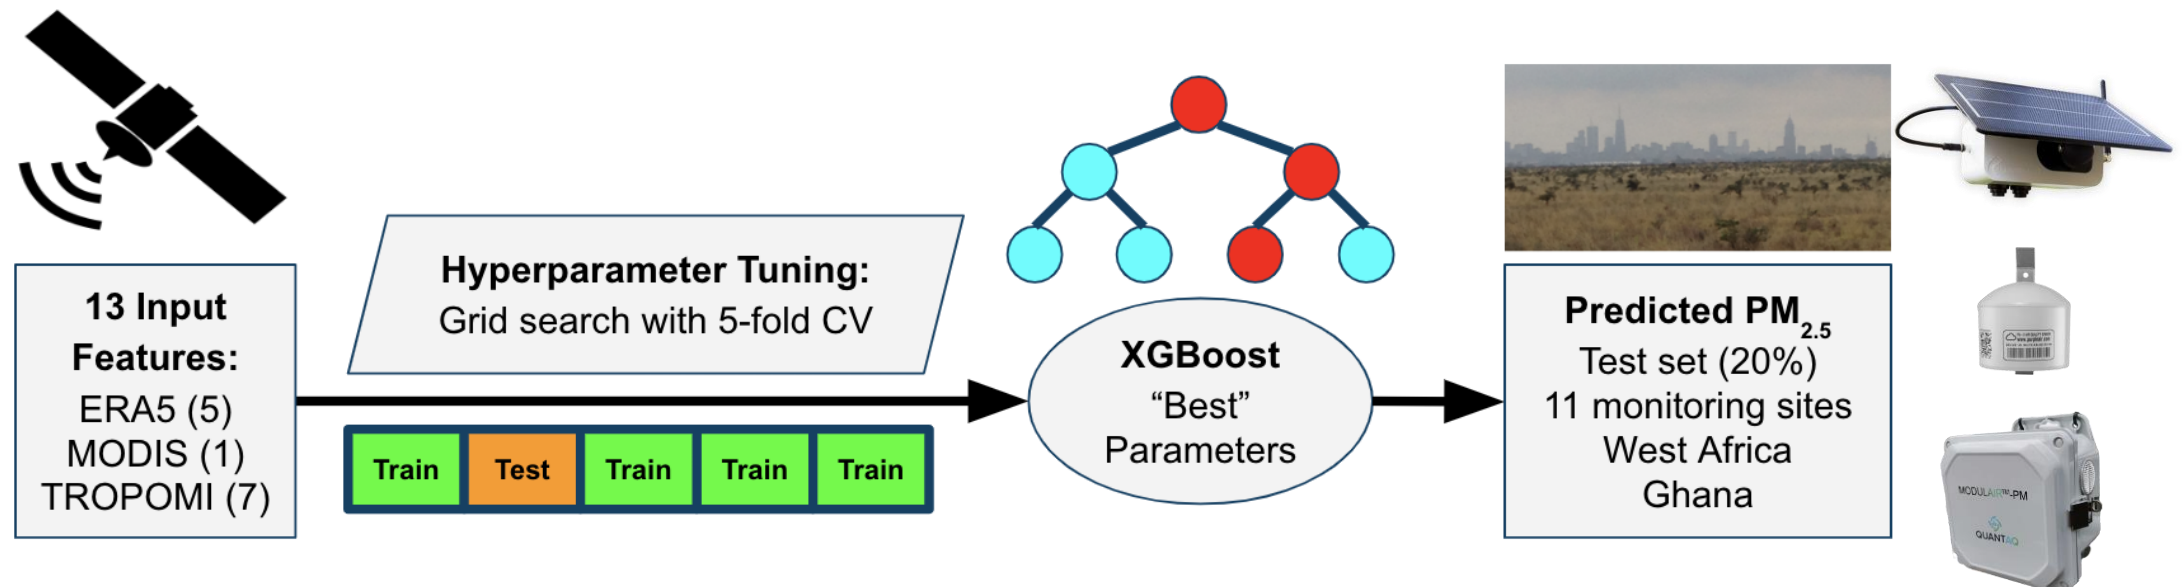 13 Input
Features:
ERA5 (5)
MODIS (1)
TROPOMI (7)
Hyperparameter Tuning:
Grid search with 5-fold CV
Train
Test
Train
Train
Train
XGBoost
“Best”
Parameters
Predicted PM2.5
Test set (20%)
11 monitoring sites
West Africa
Ghana
MODULAIR™-PM
QUANTAQ